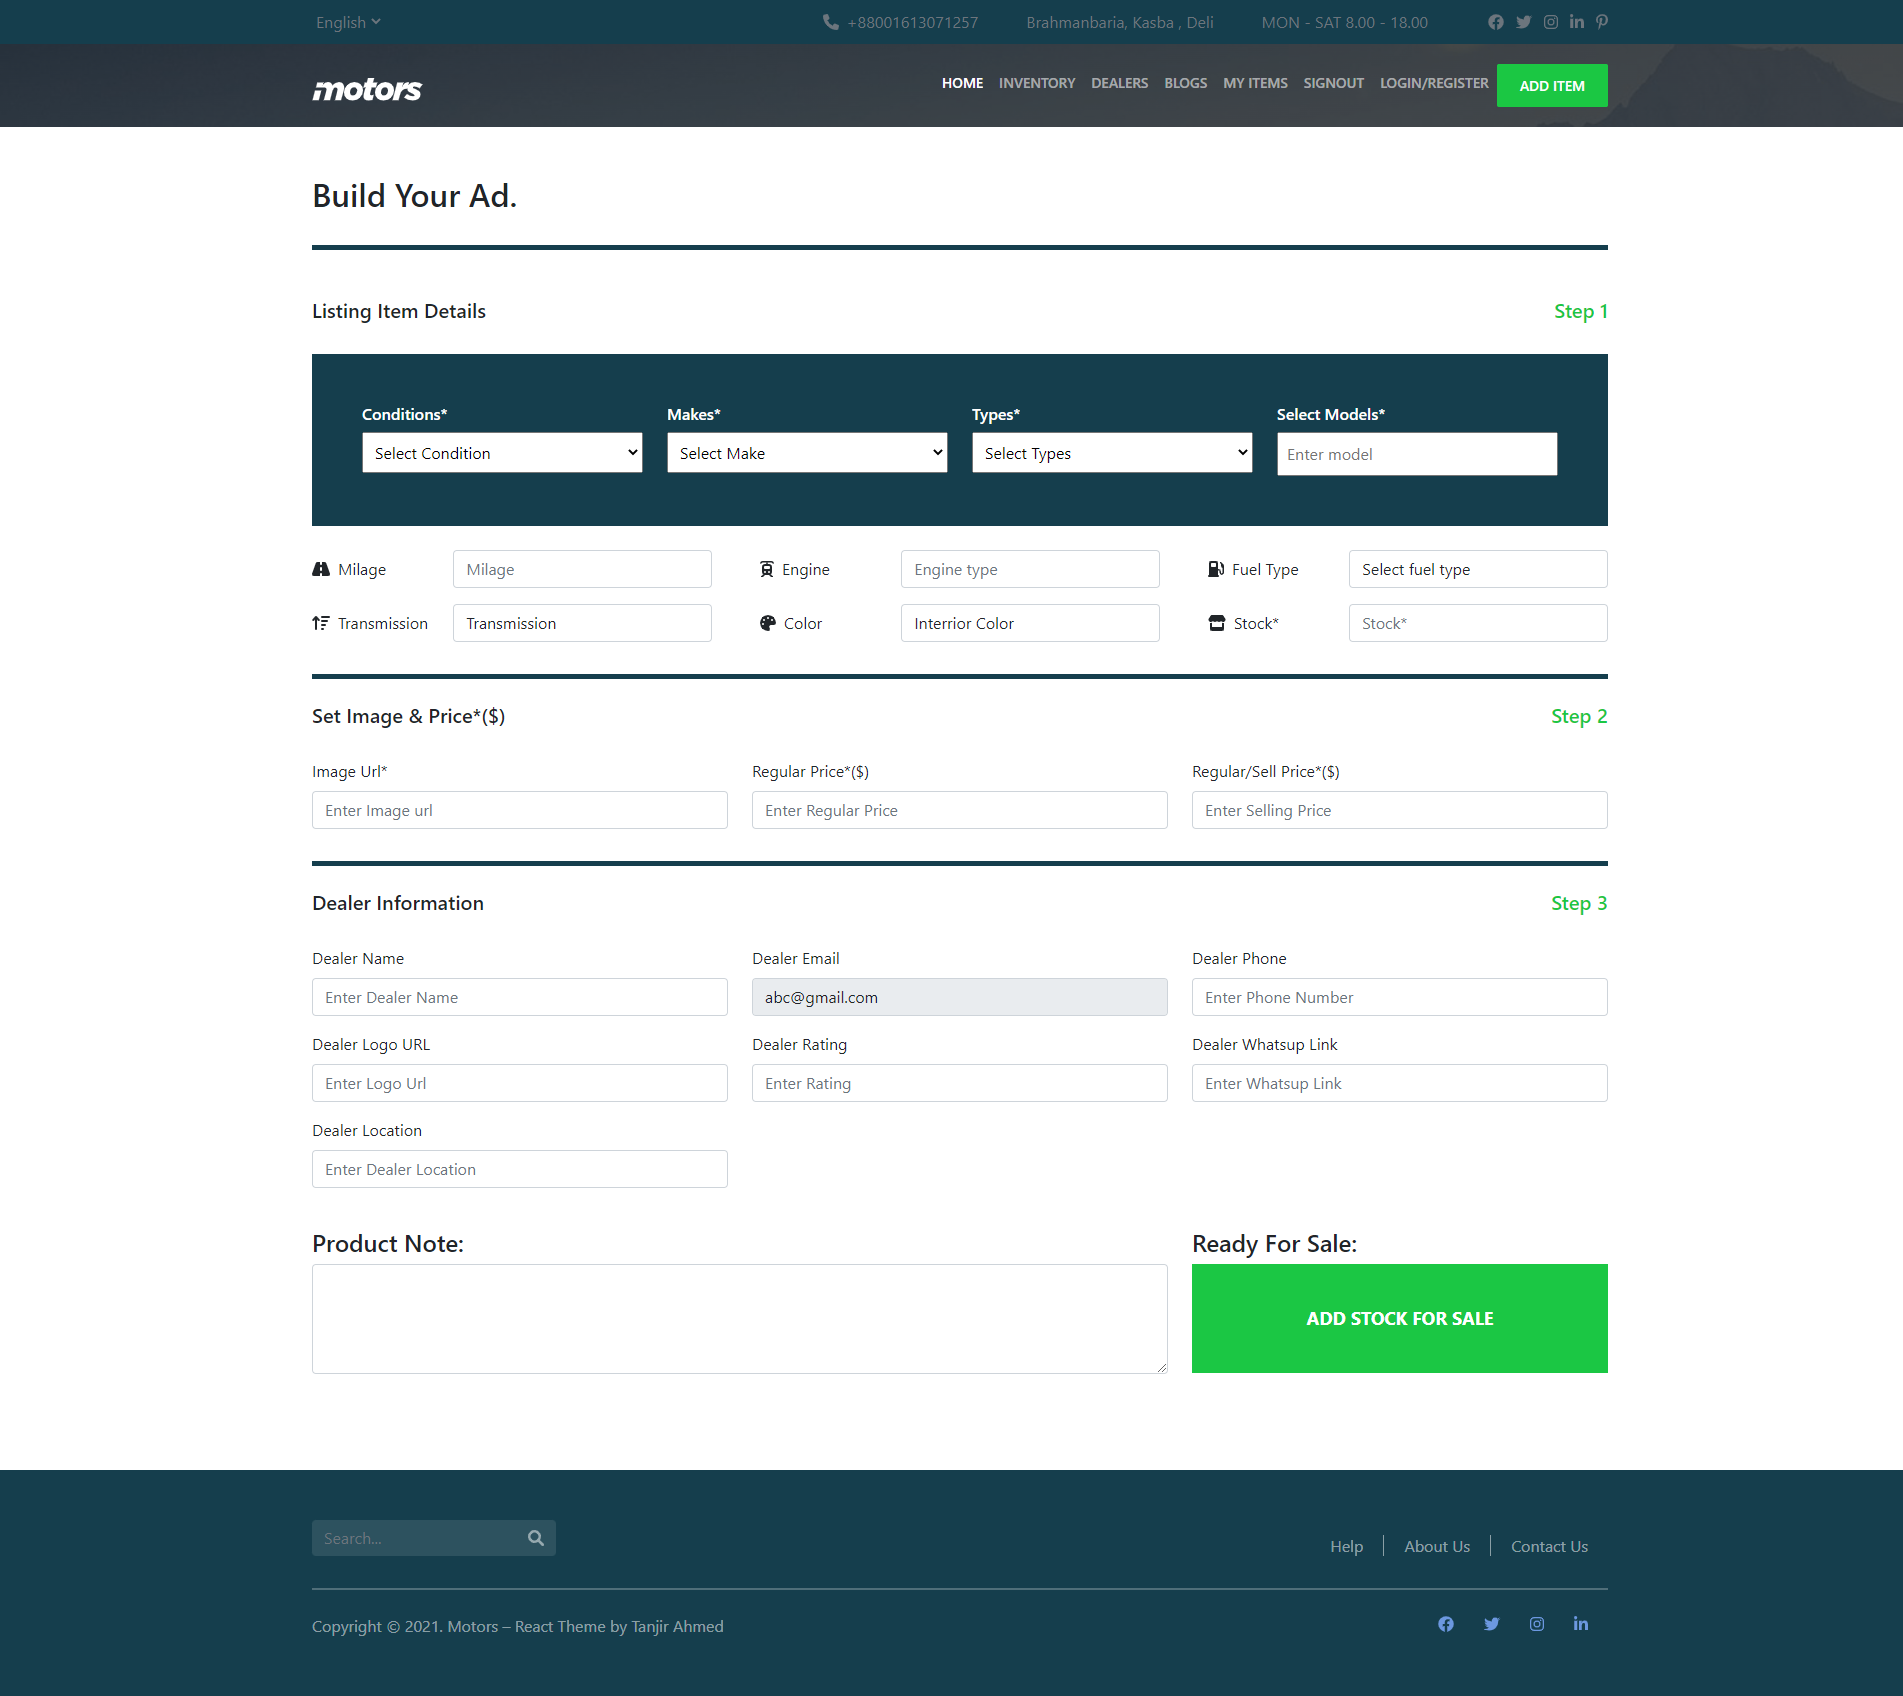 English +88001613071257 Brahmanbaria, Kasba , Deli MON - SAT 8.00 - 18.00
motors HOME INVENTORY DEALERS BLOGS MY ITEMS SIGNOUT LOGIN/REGISTER ADD ITEM
Build Your Ad.
Listing Item Details Step 1
Conditions* Makes* Types* Select Models*
Select Condition Select Make Select Types Enter model
Milage Milage Engine Engine type Fuel Type Select fuel type
Transmission Transmission Color Interrior Color Stock* Stock*
Set Image & Price*($) Step 2
Image Url* Regular Price*($) Regular/Sell Price*($)
Enter Image url Enter Regular Price Enter Selling Price
Dealer Information Step 3
Dealer Name Dealer Email Dealer Phone
Enter Dealer Name abc@gmail.com Enter Phone Number
Dealer Logo URL Dealer Rating Dealer Whatsup Link
Enter Logo Url Enter Rating Enter Whatsup Link
Dealer Location
Enter Dealer Location
Product Note: Ready For Sale:
ADD STOCK FOR SALE
Search...
Help About Us Contact Us
Copyright © 2021. Motors – React Theme by Tanjir Ahmed